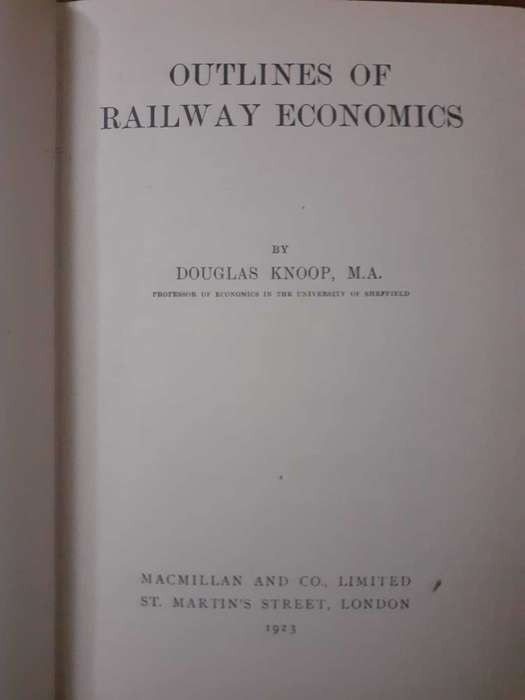 OUTLINES OF
RAILWAY ECONOMICS
BY
DOUGLAS KNOOP, M.A.
PROFESSOR OF ECONOMICS IN THE UNIVERSITY OF SHEFFIELD
MACMILLAN AND CO., LIMITED
ST. MARTIN'S STREET, LONDON
1923